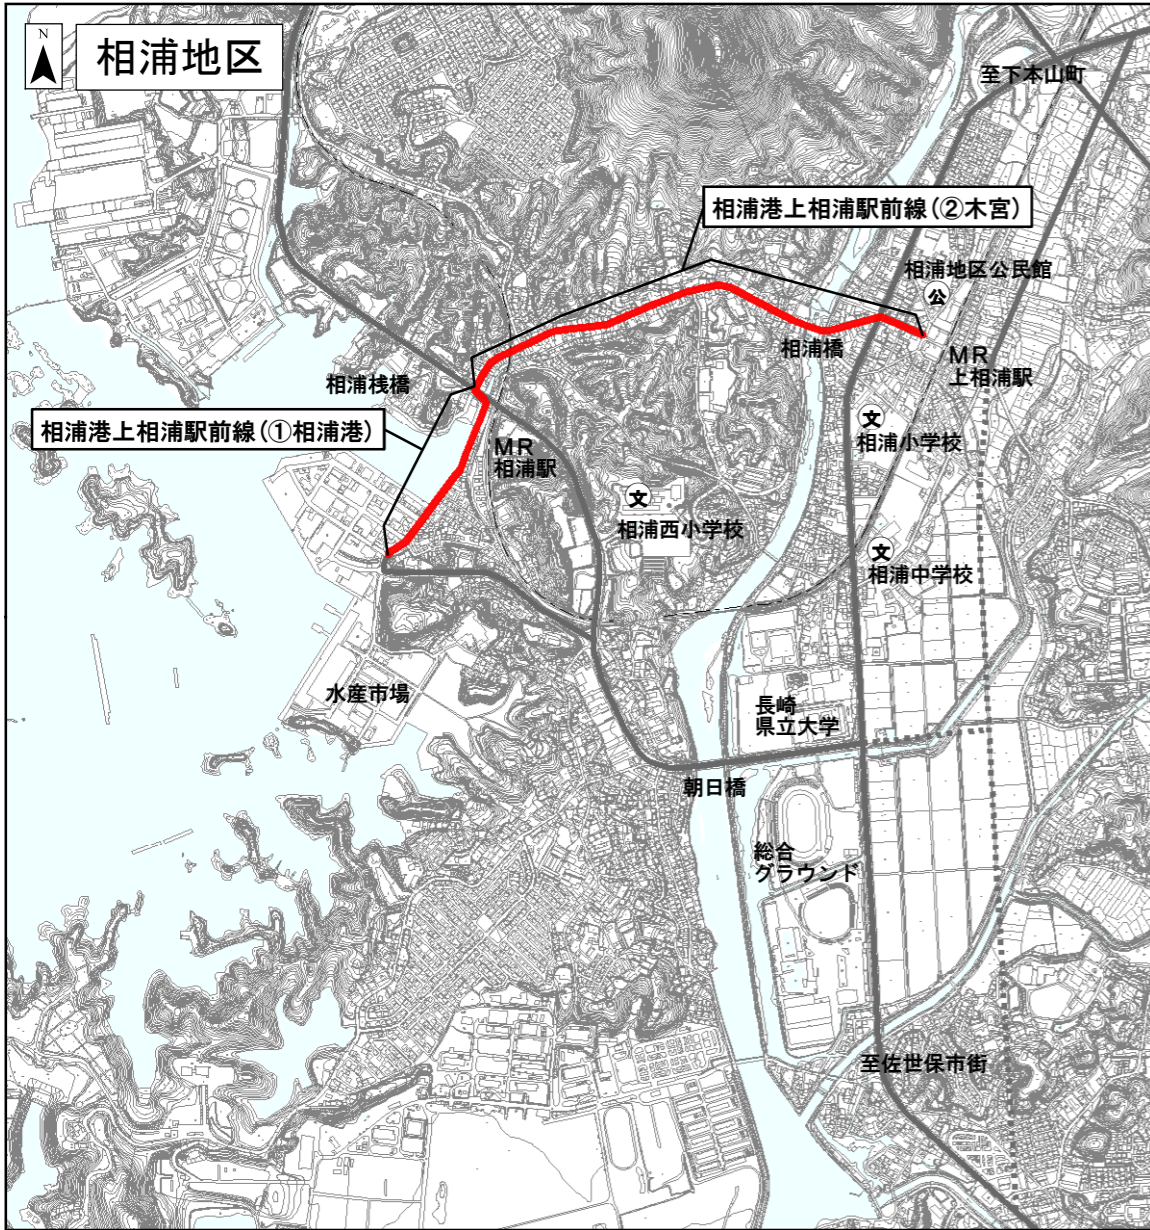 N
相浦地区
至下本山町
相浦港上相浦駅前線(②木宮)
相浦地区公民館
公
相浦橋
MR
上相浦駅
相浦桟橋
相浦港上相浦駅前線(①相浦港)
文
相浦小学校
MR
相浦駅
文
相浦西小学校
文
相浦中学校
水産市場
長崎
県立大学
朝日橋
総合
グラウンド
至佐世保市街